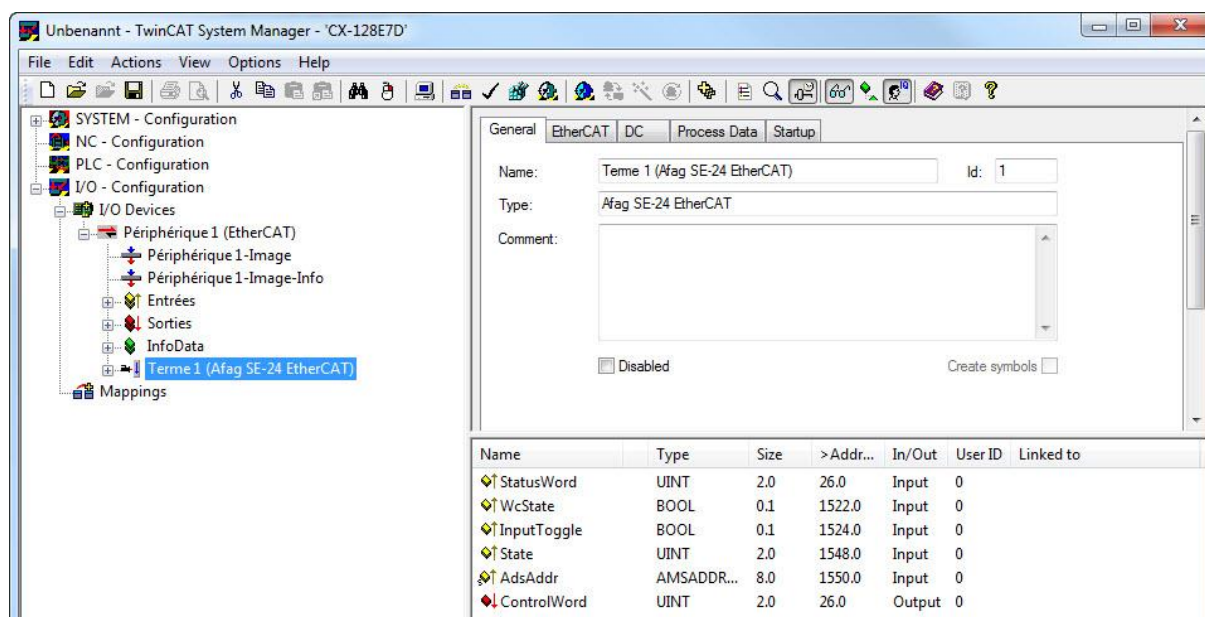 Unbenannt - TwinCAT System Manager - 'CX-128E7D'
File Edit Actions View Options Help
SYSTEM - Configuration
NC - Configuration
PLC - Configuration
I/O - Configuration
I/O Devices
Périphérique 1 (EtherCAT)
Périphérique 1-Image
Périphérique 1-Image-Info
Entrées
Sorties
InfoData
Terme 1 (Afag SE-24 EtherCAT)
Mappings
General EtherCAT DC Process Data Startup
Name: Terme 1 (Afag SE-24 EtherCAT) Id: 1
Type: Afag SE-24 EtherCAT
Comment:
Disabled Create symbols
Name Type Size >Addr... In/Out User ID Linked to
StatusWord UINT 2.0 26.0 Input 0
WcState BOOL 0.1 1522.0 Input 0
InputToggle BOOL 0.1 1524.0 Input 0
State UINT 2.0 1548.0 Input 0
AdsAddr AMSADDR... 8.0 1550.0 Input 0
ControlWord UINT 2.0 26.0 Output 0